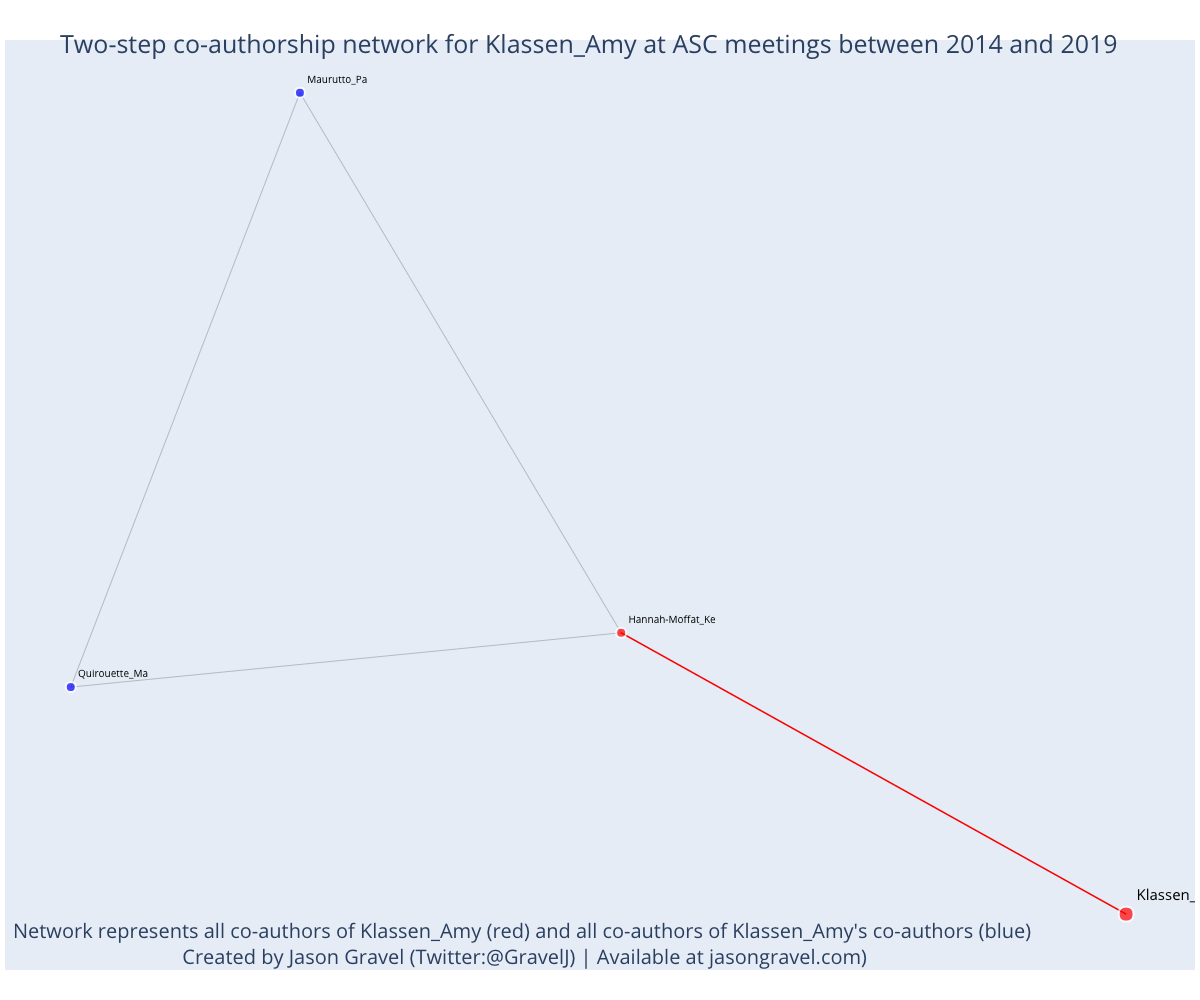 Two-step co-authorship network for Klassen_Amy at ASC meetings between 2014 and 2019
Maurutto_Pa
Hannah-Moffat_Ke
Quirouette_Ma
Klassen_
Network represents all co-authors of Klassen_Amy (red) and all co-authors of Klassen_Amy's co-authors (blue)
Created by Jason Gravel (Twitter:@GravelJ) | Available at jasongravel.com)